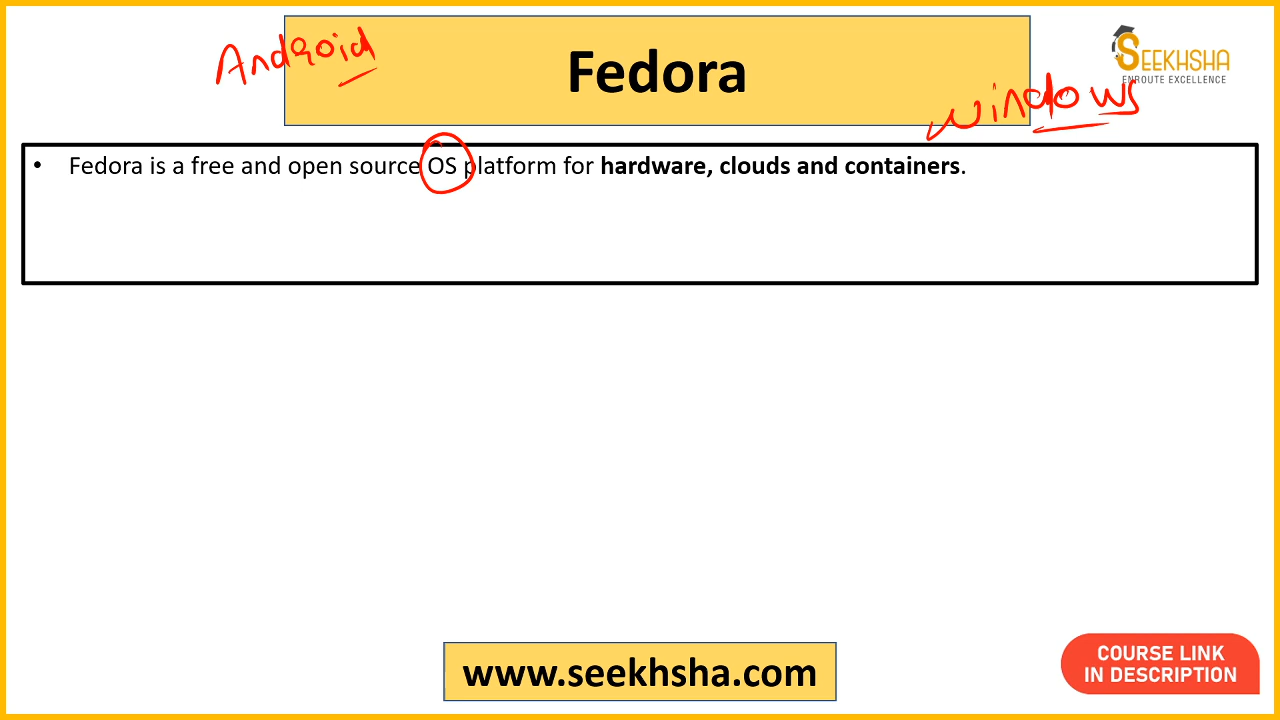 Android
Fedora
SEEKHSHA
ENROUTE EXCELLENCE
Windows
• Fedora is a free and open source OS platform for hardware, clouds and containers.
www.seekhsha.com
COURSE LINK
IN DESCRIPTION